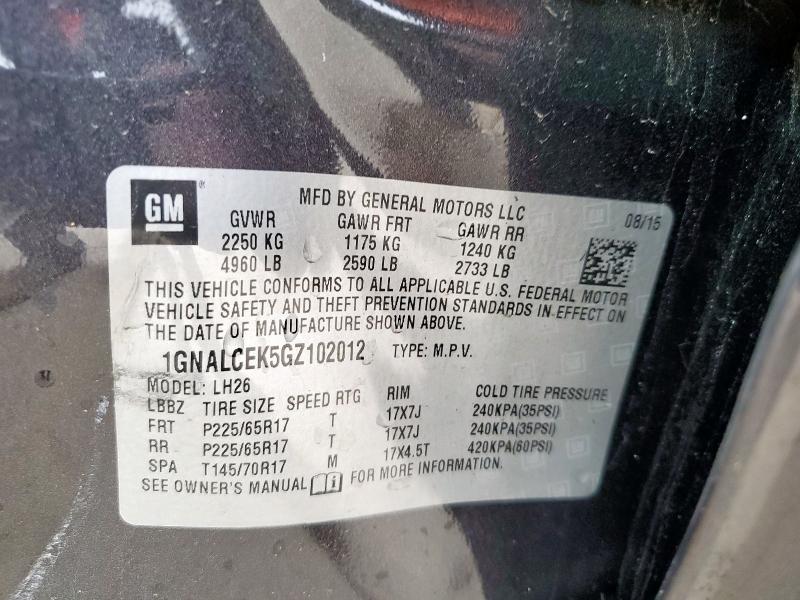 GM ®
MFD BY GENERAL MOTORS LLC
08/15
GVWR GAWR FRT GAWR RR
2250 KG 1175 KG 1240 KG
4960 LB 2590 LB 2733 LB
THIS VEHICLE CONFORMS TO ALL APPLICABLE U.S. FEDERAL MOTOR
VEHICLE SAFETY AND THEFT PREVENTION STANDARDS IN EFFECT ON
THE DATE OF MANUFACTURE SHOWN ABOVE.
1GNALCEK5GZ102012 TYPE: M.P.V.
MODEL: LH26
LBBZ TIRE SIZE SPEED RTG RIM COLD TIRE PRESSURE
FRT P225/65R17 T 17X7J 240KPA(35PSI)
RR P225/65R17 T 17X7J 240KPA(35PSI)
SPA T145/70R17 M 17X4.5T 420KPA(60PSI)
SEE OWNER'S MANUAL FOR MORE INFORMATION.